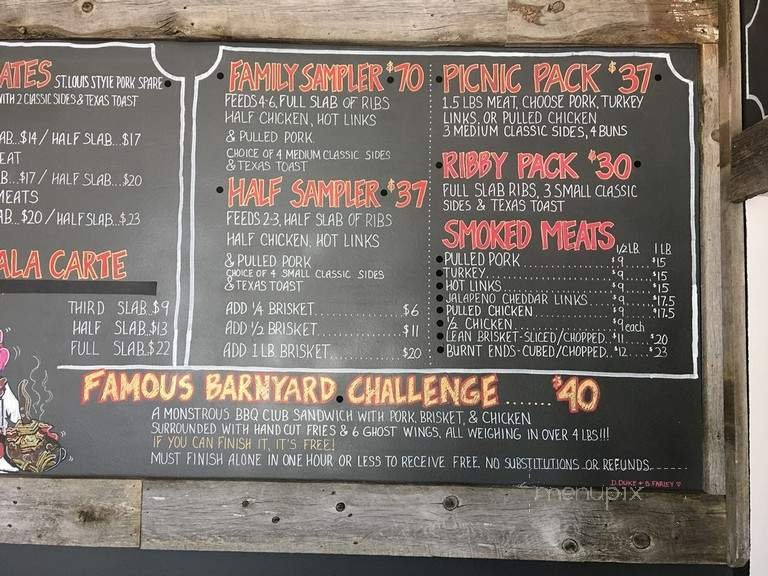 ATES ST. LOUIS STYLE PORK SPARE
WITH 2 CLASSIC SIDES & TEXAS TOAST
AB...$14 / HALF SLAB...$17
EAT
B...$17 / HALF SLAB...$20
MEATS
AB...$20 / HALF SLAB...$23
ALA CARTE
THIRD SLAB.$9
HALF SLAB.$13
FULL SLAB.$22
FAMILY SAMPLER $70
FEEDS 4-6, FULL SLAB OF RIBS
HALF CHICKEN, HOT LINKS
& PULLED PORK.
CHOICE OF 4 MEDIUM CLASSIC SIDES
& TEXAS TOAST
HALF SAMPLER $37
FEEDS 2-3, HALF SLAB OF RIBS
HALF CHICKEN, HOT LINKS
& PULLED PORK
CHOICE OF 4 SMALL CLASSIC SIDES
& TEXAS TOAST
ADD 1/4 BRISKET............$6
ADD 1/2 BRISKET............$11
ADD 1 LB BRISKET..........$20
PICNIC PACK $37
1.5 LBS MEAT, CHOOSE PORK, TURKEY
LINKS, OR PULLED CHICKEN
3 MEDIUM CLASSIC SIDES, 4 BUNS
RIBBY PACK $30
FULL SLAB RIBS, 3 SMALL CLASSIC
SIDES & TEXAS TOAST
SMOKED MEATS 1/2 LB. 1 LB.
PULLED PORK............$9......$15
TURKEY............$9......$15
HOT LINKS............$9......$15
JALAPENO CHEDDAR LINKS....$9......$17.5
PULLED CHICKEN............$9......$17.5
1/2 CHICKEN............$9 each
LEAN BRISKET-SLICED/CHOPPED..$11....$20
BURNT ENDS-CUBED/CHOPPED..$12...$23
FAMOUS BARNYARD CHALLENGE.......$40
A MONSTROUS BBQ CLUB SANDWICH WITH PORK, BRISKET, & CHICKEN
SURROUNDED WITH HAND CUT FRIES & 6 GHOST WINGS, ALL WEIGHING IN OVER 4 LBS!!!
IF YOU CAN FINISH IT, IT'S FREE!
MUST FINISH ALONE IN ONE HOUR OR LESS TO RECEIVE FREE. NO SUBSTITUTIONS OR REFUNDS.
D. DUKE + B. FARLEY ♡
menupix